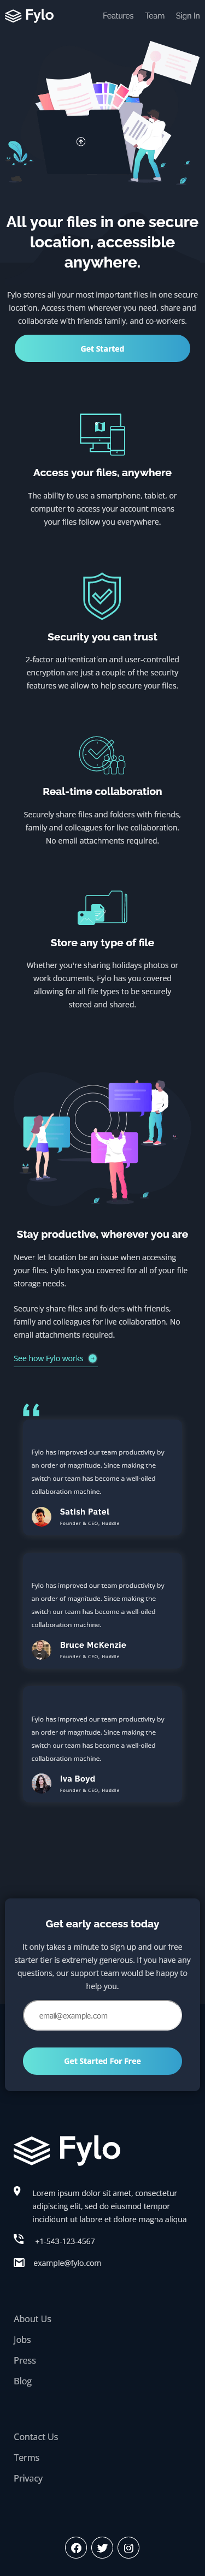 Fylo
Features Team Sign In
All your files in one secure
location, accessible
anywhere.
Fylo stores all your most important files in one secure
location. Access them wherever you need, share and
collaborate with friends family, and co-workers.
Get Started
Access your files, anywhere
The ability to use a smartphone, tablet, or
computer to access your account means
your files follow you everywhere.
Security you can trust
2-factor authentication and user-controlled
encryption are just a couple of the security
features we allow to help secure your files.
Real-time collaboration
Securely share files and folders with friends,
family and colleagues for live collaboration.
No email attachments required.
Store any type of file
Whether you're sharing holidays photos or
work documents, Fylo has you covered
allowing for all file types to be securely
stored and shared.
Stay productive, wherever you are
Never let location be an issue when accessing
your files. Fylo has you covered for all of your file
storage needs.
Securely share files and folders with friends,
family and colleagues for live collaboration. No
email attachments required.
See how Fylo works
Fylo has improved our team productivity by
an order of magnitude. Since making the
switch our team has become a well-oiled
collaboration machine.
Satish Patel
Founder & CEO, Huddle
Fylo has improved our team productivity by
an order of magnitude. Since making the
switch our team has become a well-oiled
collaboration machine.
Bruce McKenzie
Founder & CEO, Huddle
Fylo has improved our team productivity by
an order of magnitude. Since making the
switch our team has become a well-oiled
collaboration machine.
Iva Boyd
Founder & CEO, Huddle
Get early access today
It only takes a minute to sign up and our free
starter tier is extremely generous. If you have any
questions, our support team would be happy to
help you.
email@example.com
Get Started For Free
Fylo
Lorem ipsum dolor sit amet, consectetur
adipiscing elit, sed do eiusmod tempor
incididunt ut labore et dolore magna aliqua
+1-543-123-4567
example@fylo.com
About Us
Jobs
Press
Blog
Contact Us
Terms
Privacy